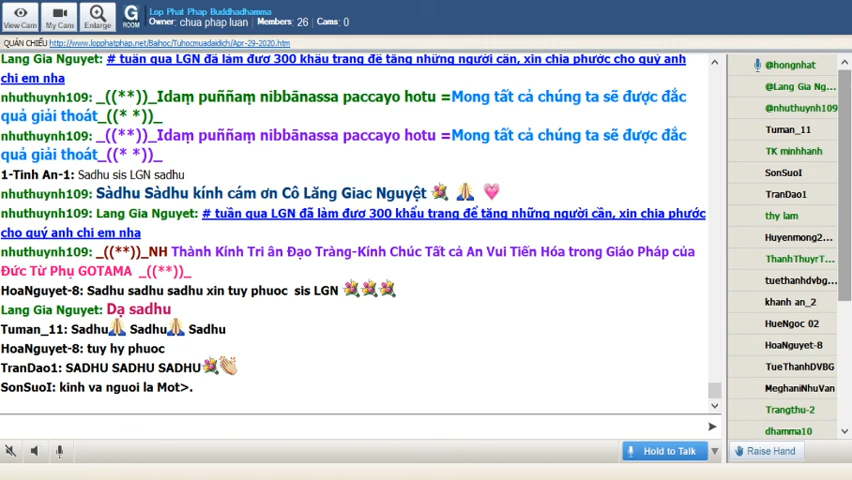 Lop Phat Phap Buddhadhamma
Owner: chua phap luan Members: 26 Cams: 0
View Cam
My Cam
Enlarge
G
ROOM
QUÁN CHIẾU http://www.lopphatphap.net/Baihoc/Tuhocmuadaidich/Apr-29-2020.htm
Lang Gia Nguyet: # tuần qua LGN đã làm đươ 300 khẩu trang để tăng những người cần, xin chia phước cho quý anh
chi em nha
nhuthuynh109: _((**))_Idaṃ puññaṃ nibbānassa paccayo hotu =Mong tất cả chúng ta sẽ được đắc
quả giải thoát_((* *))_
nhuthuynh109: _((**))_Idaṃ puññaṃ nibbānassa paccayo hotu =Mong tất cả chúng ta sẽ được đắc
quả giải thoát_((* *))_
1-Tinh An-1: Sadhu sis LGN sadhu
nhuthuynh109: Sàdhu Sàdhu kính cám ơn Cô Lăng Giac Nguyệt
nhuthuynh109: Lang Gia Nguyet: # tuần qua LGN đã làm đươ 300 khẩu trang để tăng những người cần, xin chia phước
cho quý anh chi em nha
nhuthuynh109: _((**))_NH Thành Kính Tri ân Đạo Tràng-Kính Chúc Tất cả An Vui Tiến Hóa trong Giáo Pháp của
Đức Từ Phụ GOTAMA _((**))_
HoaNguyet-8: Sadhu sadhu sadhu xin tuy phuoc sis LGN
Lang Gia Nguyet: Dạ sadhu
Tuman_11: Sadhu Sadhu Sadhu
HoaNguyet-8: tuy hy phuoc
TranDao1: SADHU SADHU SADHU
SonSuoI: kinh va nguoi la Mot>.
@hongnhat
@Lang Gia Ng...
@nhuthuynh109
Tuman_11
TK minhhanh
SonSuoI
TranDao1
thy lam
Huyenmong2...
ThanhThuyrT...
tuethanhdvbg...
khanh an_2
HueNgoc 02
HoaNguyet-8
TueThanhDVBG
MeghaniNhuVan
Trangthu-2
dhamma10
Hold to Talk
Raise Hand